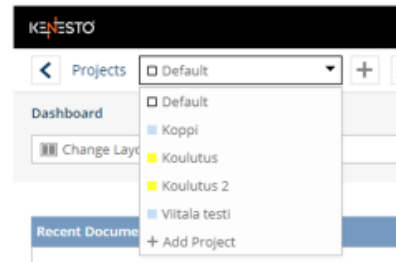 KENESTO
Projects Default
Default
Dashboard
Koppi
Change Layo
Koulutus
Koulutus 2
Viitala testi
Recent Docume
+ Add Project